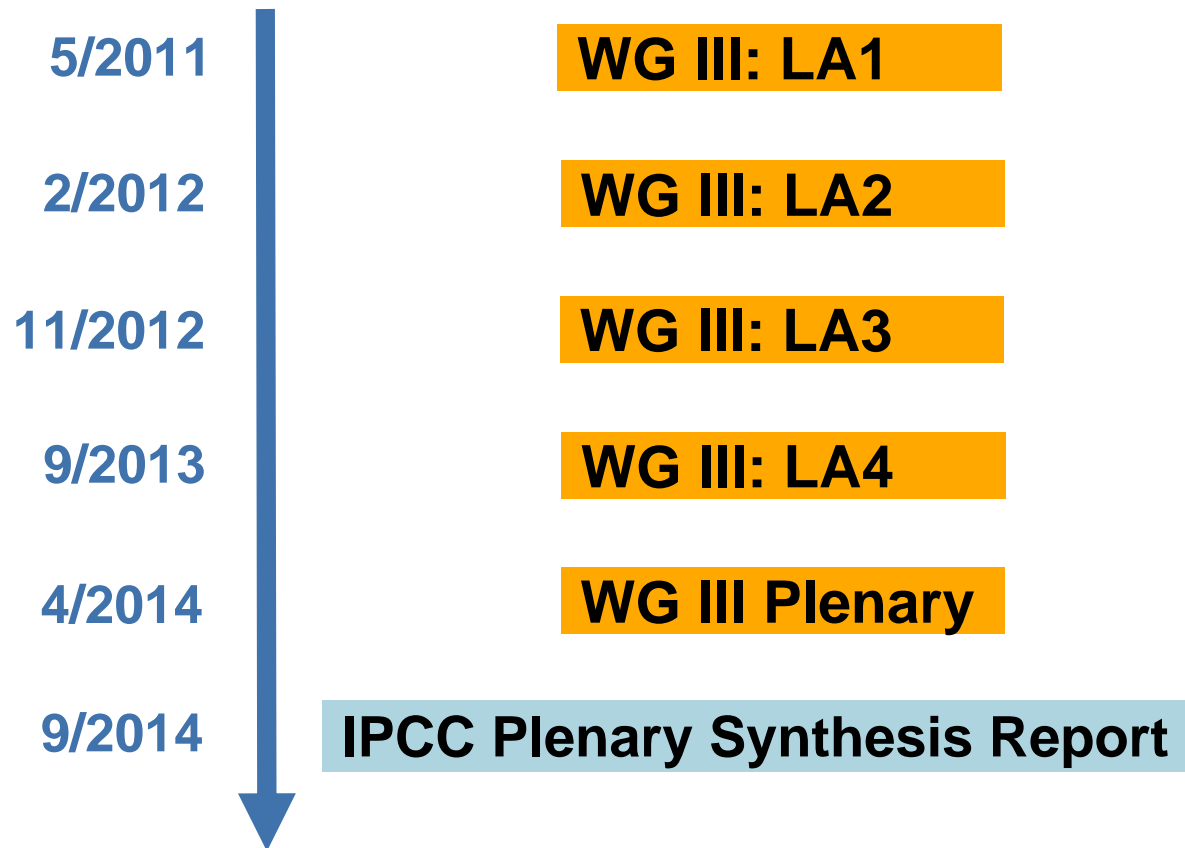 5/2011 WG III: LA1
2/2012 WG III: LA2
11/2012 WG III: LA3
9/2013 WG III: LA4
4/2014 WG III Plenary
9/2014 IPCC Plenary Synthesis Report